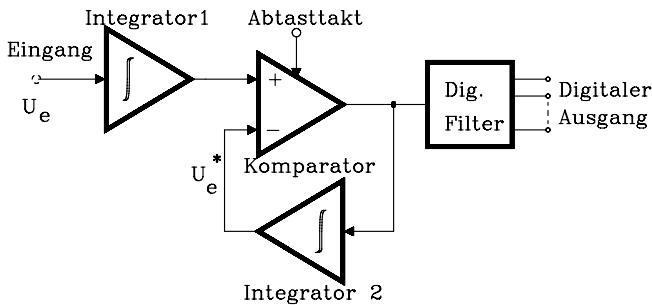 Integrator1
Abtasttakt
Eingang
U e
∫
+
−
Dig.
Filter
Digitaler
Ausgang
U e *
Komparator
∫
Integrator 2